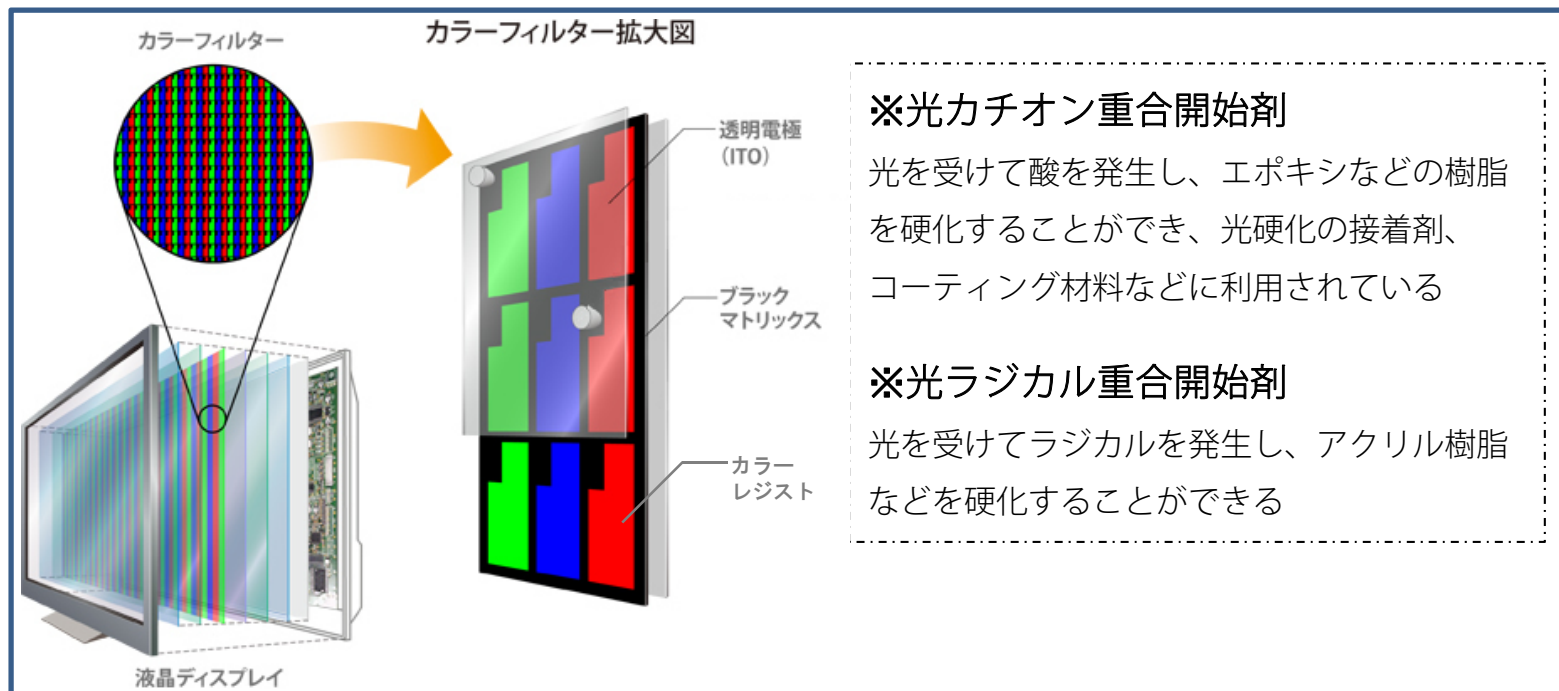 カラーフィルター
カラーフィルター拡大図
透明電極
（ITO）
ブラック
マトリックス
カラー
レジスト
液晶ディスプレイ
※光カチオン重合開始剤
光を受けて酸を発生し、エポキシなどの樹脂
を硬化することができ、光硬化の接着剤、
コーティング材料などに利用されている
※光ラジカル重合開始剤
光を受けてラジカルを発生し、アクリル樹脂
などを硬化することができる